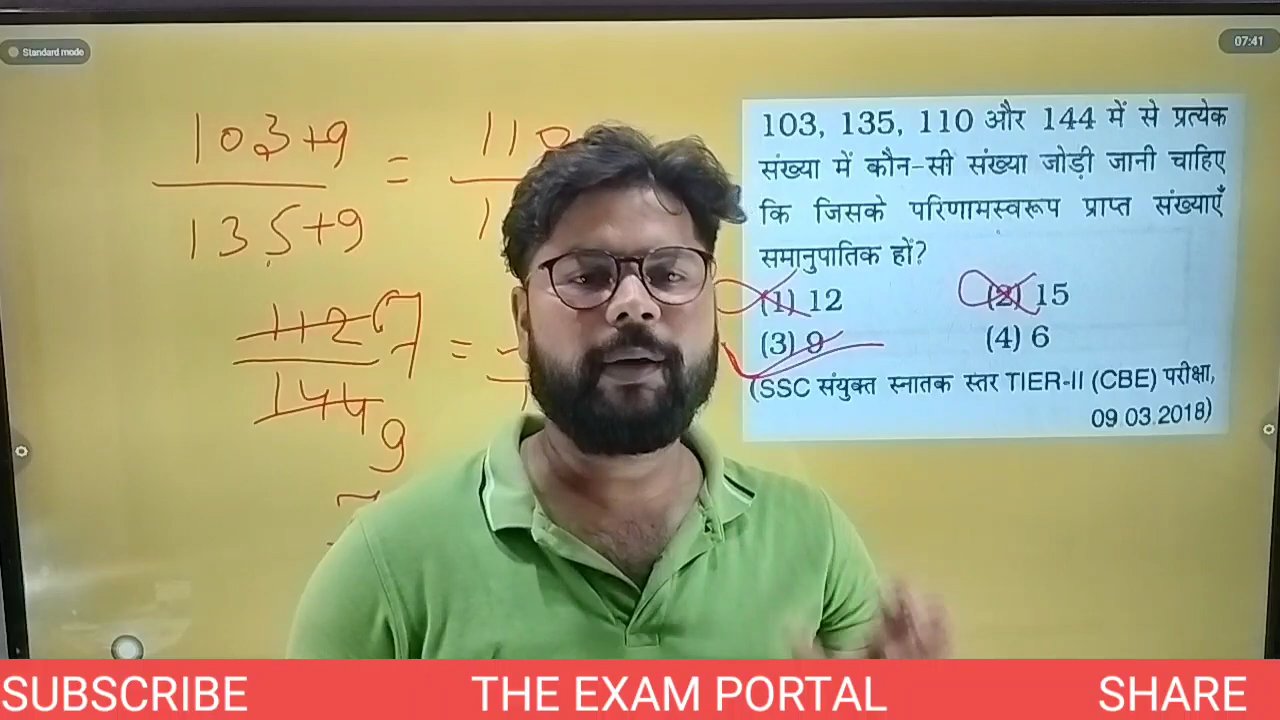 Standard mode
07:41
103+9 = 110
135+9
112 7 =
144 9
103, 135, 110 और 144 में से प्रत्येक
संख्या में कौन-सी संख्या जोड़ी जानी चाहिए
कि जिसके परिणामस्वरूप प्राप्त संख्याएँ
समानुपातिक हों?
(1) 12 (2) 15
(3) 9 (4) 6
(SSC संयुक्त स्नातक स्तर TIER-II (CBE) परीक्षा,
09.03.2018)
SUBSCRIBE THE EXAM PORTAL SHARE